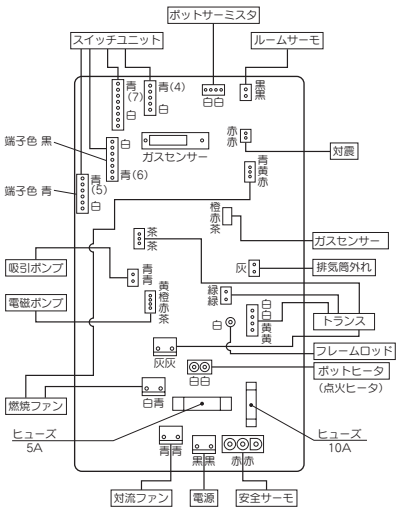 ポットサーミスタ
スイッチユニット
ルームサーモ
青
(7)
白
青(4)
白
白白
黒
黒
端子色 黒
白
青(6)
ガスセンサー
赤
赤
対震
端子色 青
青
(5)
白
青
黄
赤
橙
赤
茶
ガスセンサー
茶
茶
吸引ポンプ
青
青
灰
排気筒外れ
電磁ポンプ
黄
橙
赤
茶
緑
緑
白
白
黄
黄
トランス
白
フレームロッド
灰灰
白白
ポットヒータ
(点火ヒータ)
燃焼ファン
白青
ヒューズ
5A
ヒューズ
10A
青青
黒黒
赤赤
対流ファン
電源
安全サーモ